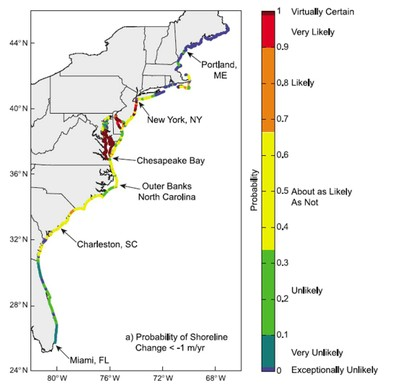 44°N
40°N
36°N
32°N
28°N
24°N
80°W
76°W
72°W
68°W
Portland,
ME
New York, NY
Chesapeake Bay
Outer Banks
North Carolina
Charleston, SC
Miami, FL
a) Probability of Shoreline
Change < -1 m/yr
Probability
1 Virtually Certain
Very Likely
0,9
0,8 Likely
0,7
0,6
0,5 About as Likely
As Not
0,4
0,3
Unlikely
0.2
0.1
Very Unlikely
0 Exceptionally Unlikely